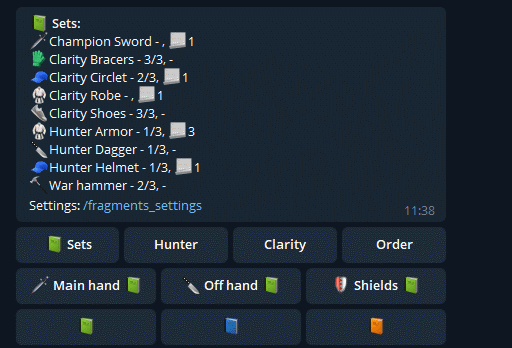 Sets:
Champion Sword - , 1
Clarity Bracers - 3/3, -
Clarity Circlet - 2/3, 1
Clarity Robe - , 1
Clarity Shoes - 3/3, -
Hunter Armor - 1/3, 3
Hunter Dagger - 1/3, -
Hunter Helmet - 1/3, 1
War hammer - 2/3, -
Settings: /fragments_settings
11:38
Sets Hunter Clarity Order
Main hand Off hand Shields